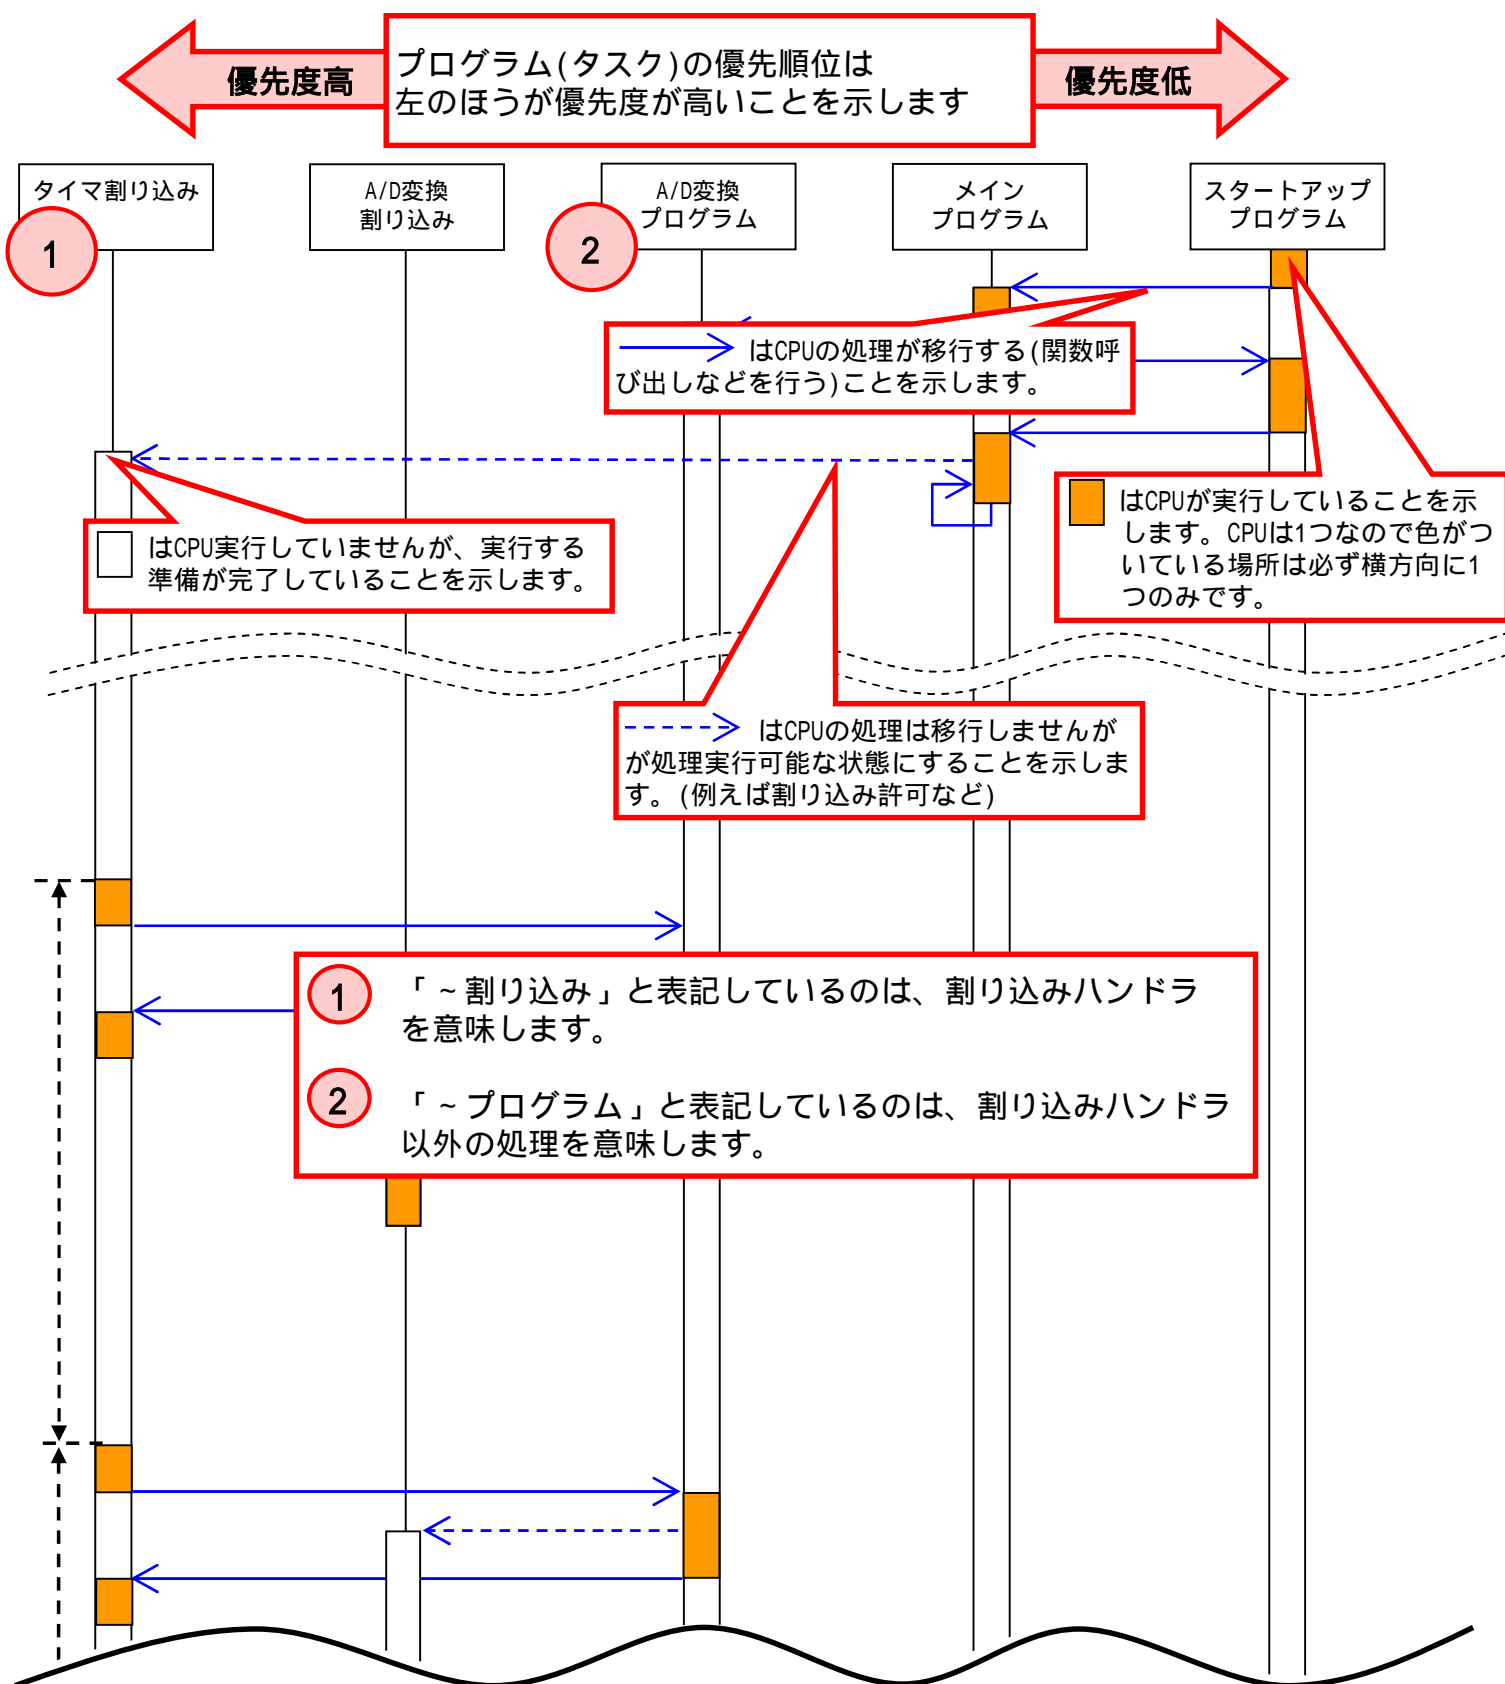 優先度高
プログラム(タスク)の優先順位は
左のほうが優先度が高いことを示します
優先度低
タイマ割り込み
A/D変換
割り込み
A/D変換
プログラム
メイン
プログラム
スタートアップ
プログラム
1
2
はCPUの処理が移行する(関数呼
び出しなどを行う)ことを示します。
はCPUが実行していることを示
します。CPUは1つなので色がつ
いている場所は必ず横方向に1
つのみです。
はCPU実行していませんが、実行する
準備が完了していることを示します。
はCPUの処理は移行しませんが
が処理実行可能な状態にすることを示しま
す。(例えば割り込み許可など)
1 「~割り込み」と表記しているのは、割り込みハンドラ
を意味します。
2 「~プログラム」と表記しているのは、割り込みハンドラ
以外の処理を意味します。